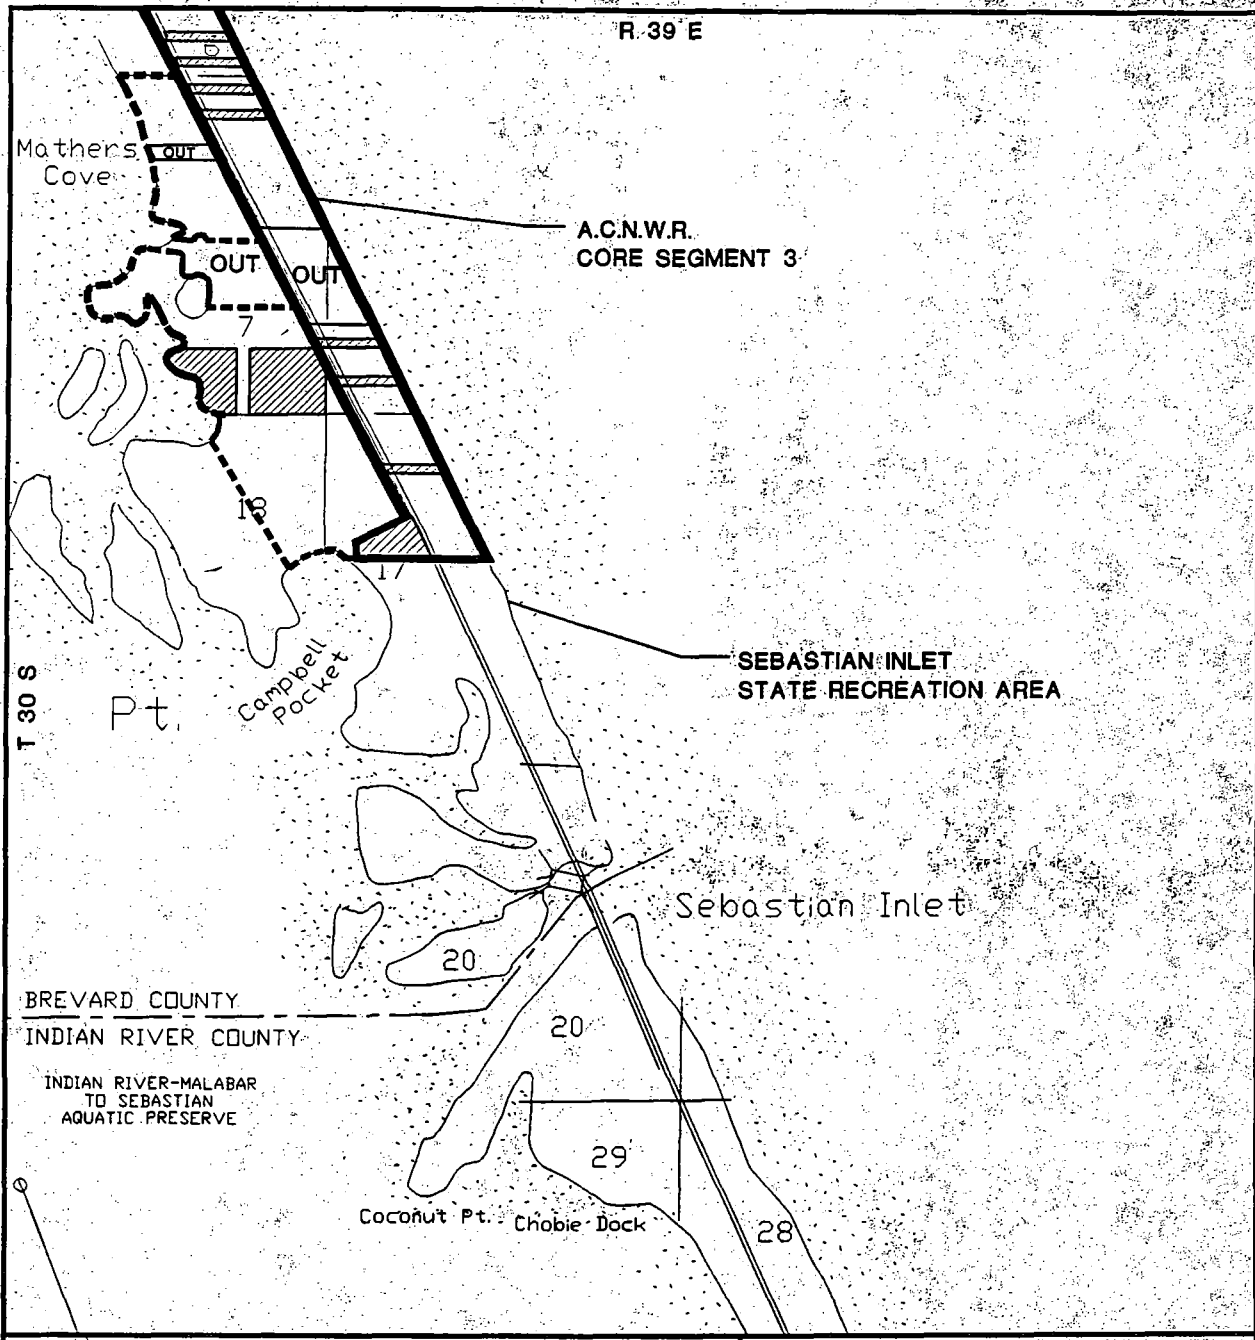 R 39 E
Mathers
Cove
OUT
A.C.N.W.R.
CORE SEGMENT 3
OUT
OUT
7
18
17
SEBASTIAN INLET
STATE RECREATION AREA
T 30 S
Campbell
Pocket
Pt.
Sebastian Inlet
20
BREVARD COUNTY
INDIAN RIVER COUNTY
20
INDIAN RIVER-MALABAR
TO SEBASTIAN
AQUATIC PRESERVE
29
Coconut Pt.
Chobie Dock
28